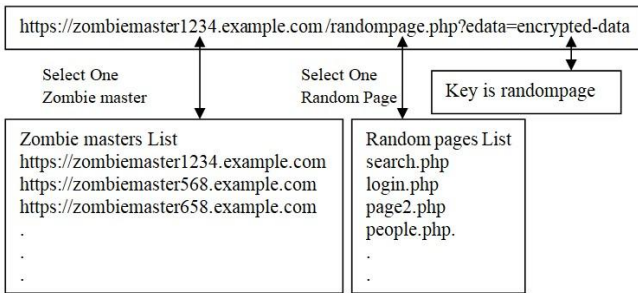 https://zombiemaster1234.example.com/randompage.php?edata=encrypted-data
Select One
Zombie master
Select One
Random Page
Key is randompage
Zombie masters List
https://zombiemaster1234.example.com
https://zombiemaster568.example.com
https://zombiemaster658.example.com
.
.
.
Random pages List
search.php
login.php
page2.php
people.php.
.
.